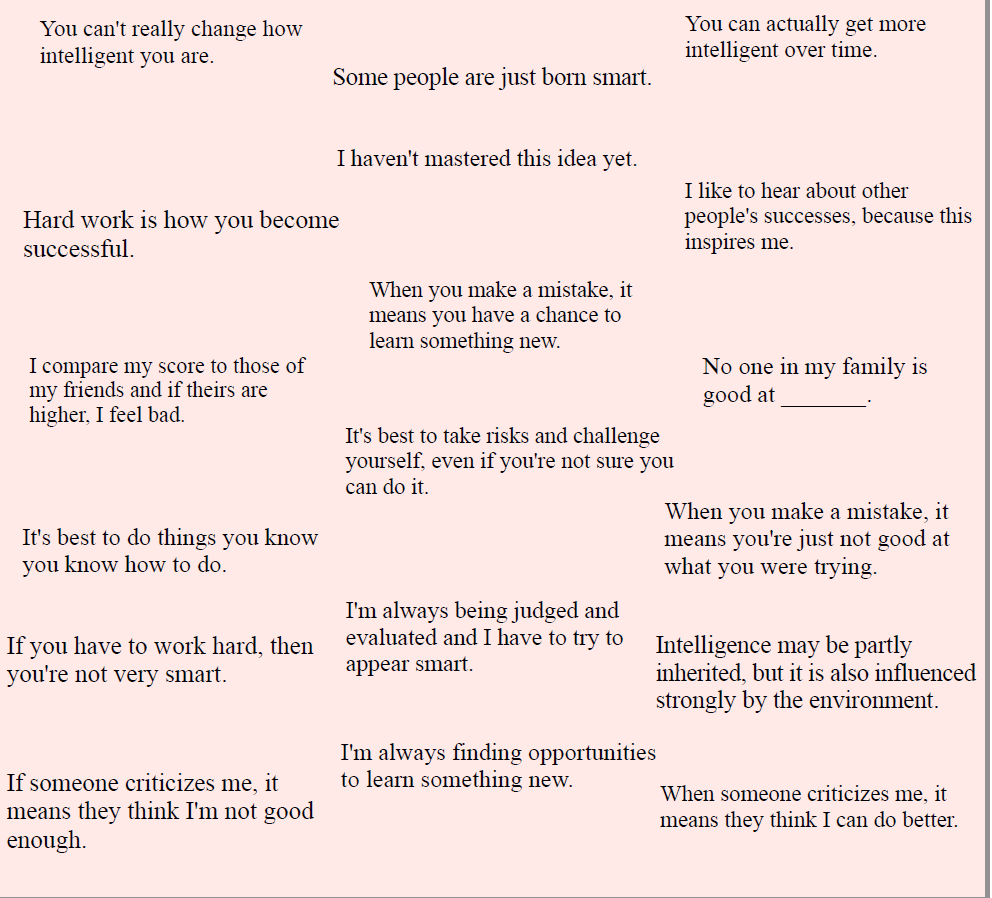 You can't really change how
intelligent you are.
Some people are just born smart.
You can actually get more
intelligent over time.
I haven't mastered this idea yet.
Hard work is how you become
successful.
I like to hear about other
people's successes, because this
inspires me.
When you make a mistake, it
means you have a chance to
learn something new.
I compare my score to those of
my friends and if theirs are
higher, I feel bad.
No one in my family is
good at _______.
It's best to take risks and challenge
yourself, even if you're not sure you
can do it.
It's best to do things you know
you know how to do.
When you make a mistake, it
means you're just not good at
what you were trying.
I'm always being judged and
evaluated and I have to try to
appear smart.
If you have to work hard, then
you're not very smart.
Intelligence may be partly
inherited, but it is also influenced
strongly by the environment.
I'm always finding opportunities
to learn something new.
If someone criticizes me, it
means they think I'm not good
enough.
When someone criticizes me, it
means they think I can do better.